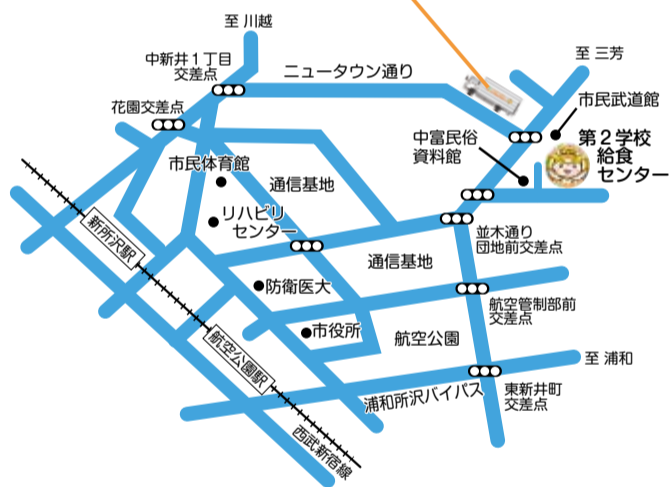 至 川越
中新井１丁目
交差点
ニュータウン通り
至 三芳
花園交差点
市民武道館
中富民俗
資料館
第２学校
給食
センター
市民体育館
通信基地
リハビリ
センター
並木通り
団地前交差点
新所沢駅
通信基地
防衛医大
航空管制部前
交差点
市役所
航空公園
航空公園駅
至 浦和
浦和所沢バイパス
東新井町
交差点
西武新宿線